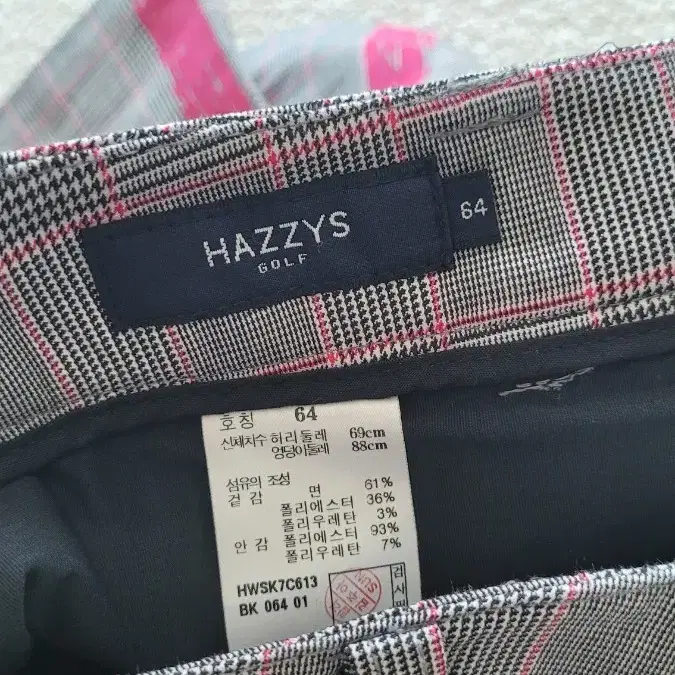 HAZZYS
GOLF
64
호칭 64
신체치수 허리둘레 69cm
엉덩이둘레 88cm
섬유의 조성
겉 감 면 61%
폴리에스터 36%
폴리우레탄 3%
안 감 폴리에스터 93%
폴리우레탄 7%
HWSK7C613
BK 064 01
검사